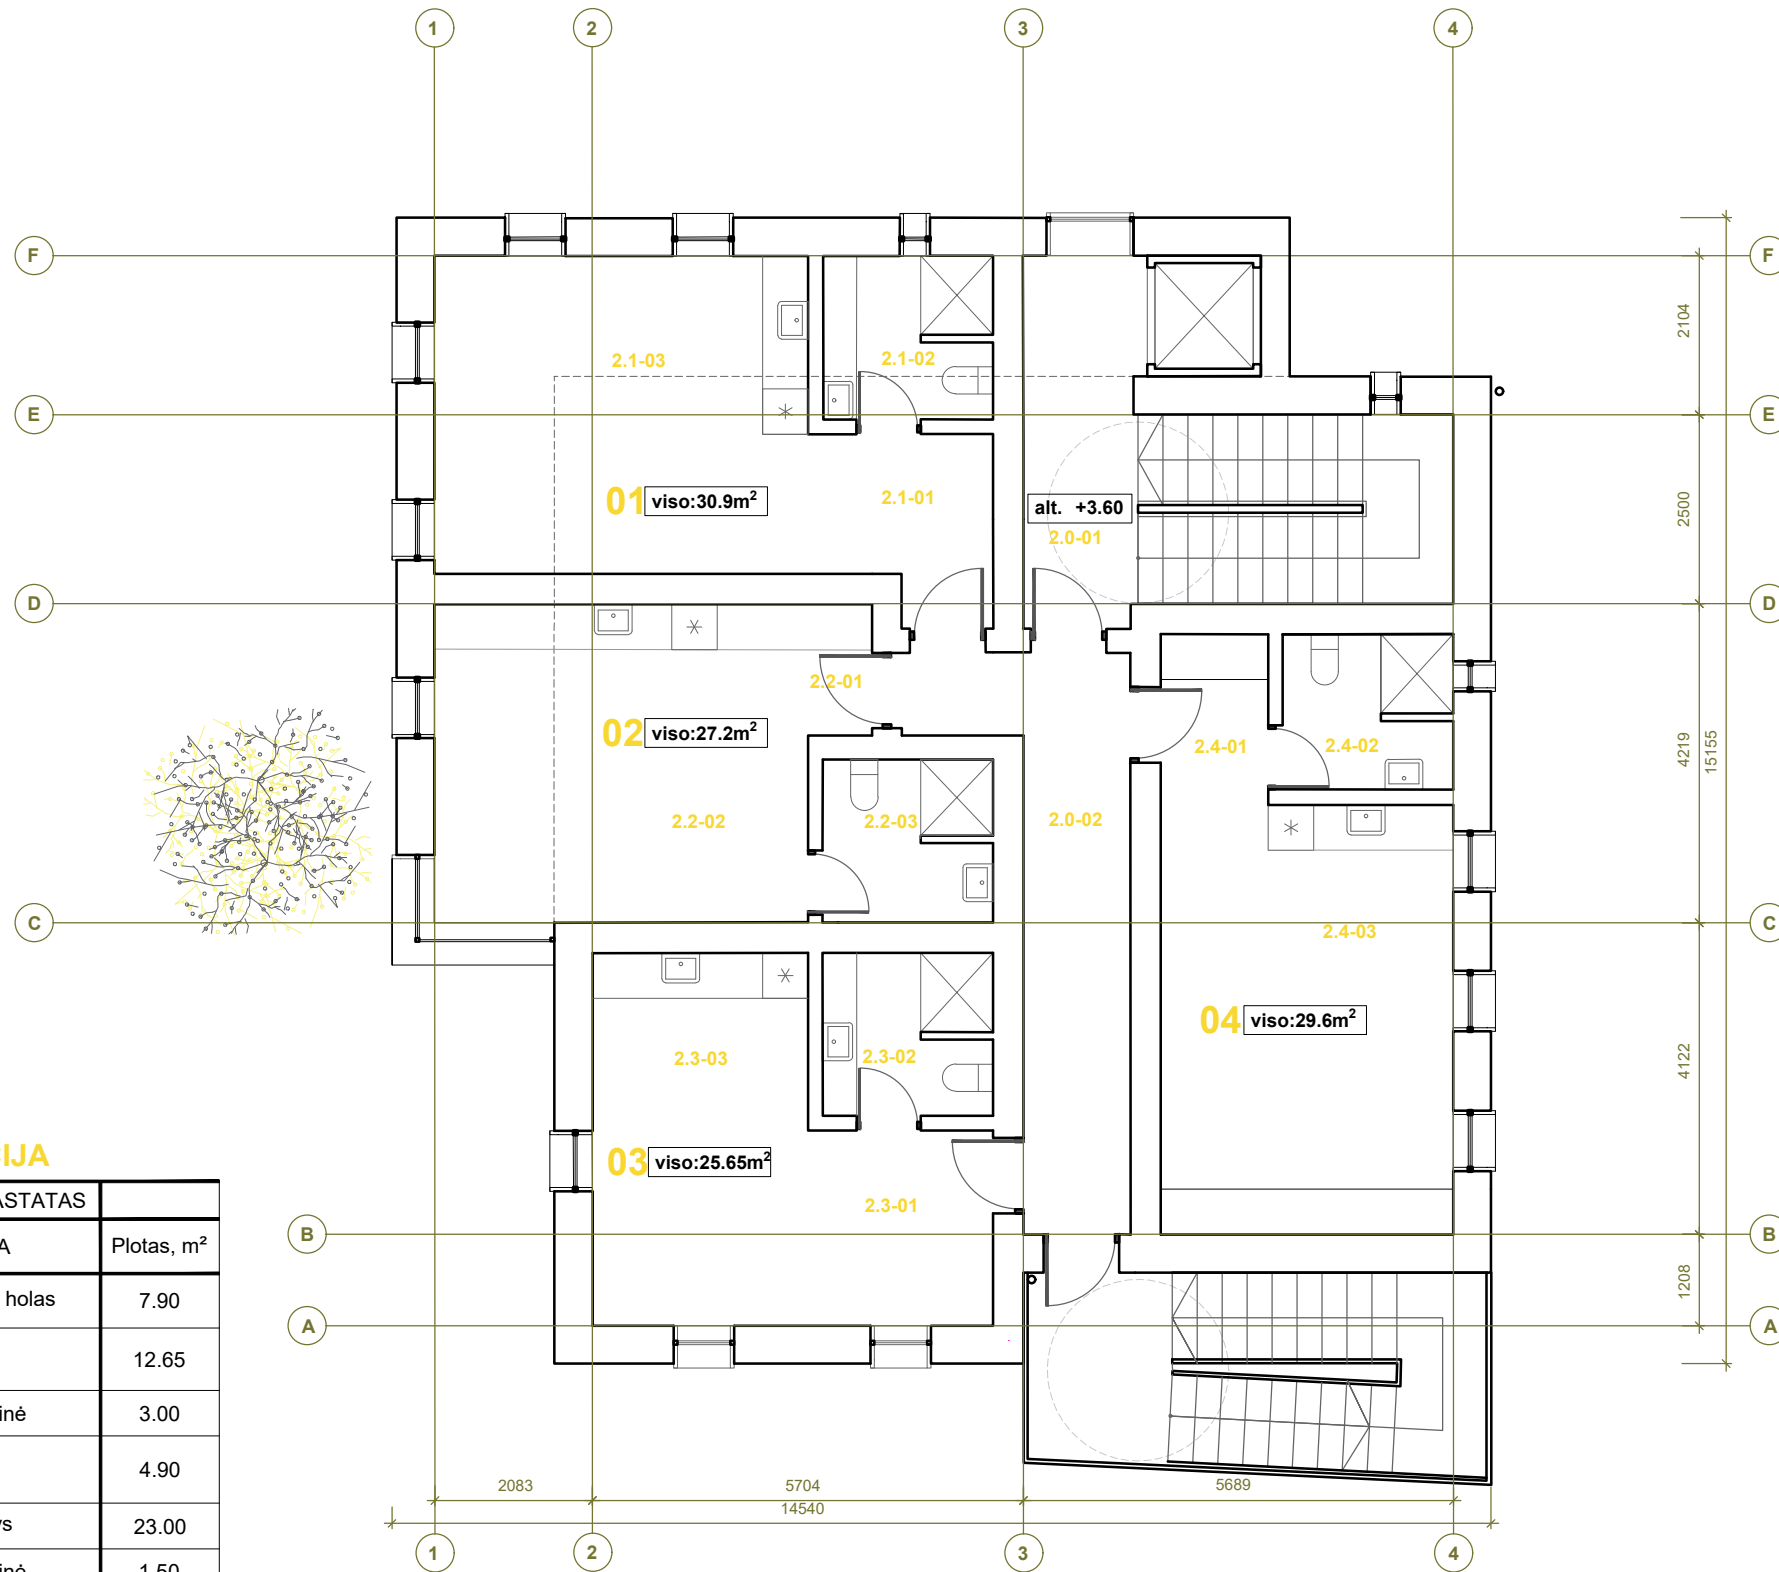 1 2 3 4
F F
2104
E E
2.1-03
2.1-02
01 viso:30.9m²
2.1-01
alt. +3.60
2.0-01
2500
D D
2.2-01
02 viso:27.2m²
2.4-01
2.4-02
4219
15155
2.2-02
2.2-03
2.0-02
C C
2.4-03
04 viso:29.6m²
2.3-03
2.3-02
4122
03 viso:25.65m²
2.3-01
B B
1208
A A
2083 5704 5689
14540
1 2 3 4
IJA
ASTATAS
A Plotas, m²
holas 7.90
12.65
inė 3.00
4.90
s 23.00
inė 1.50